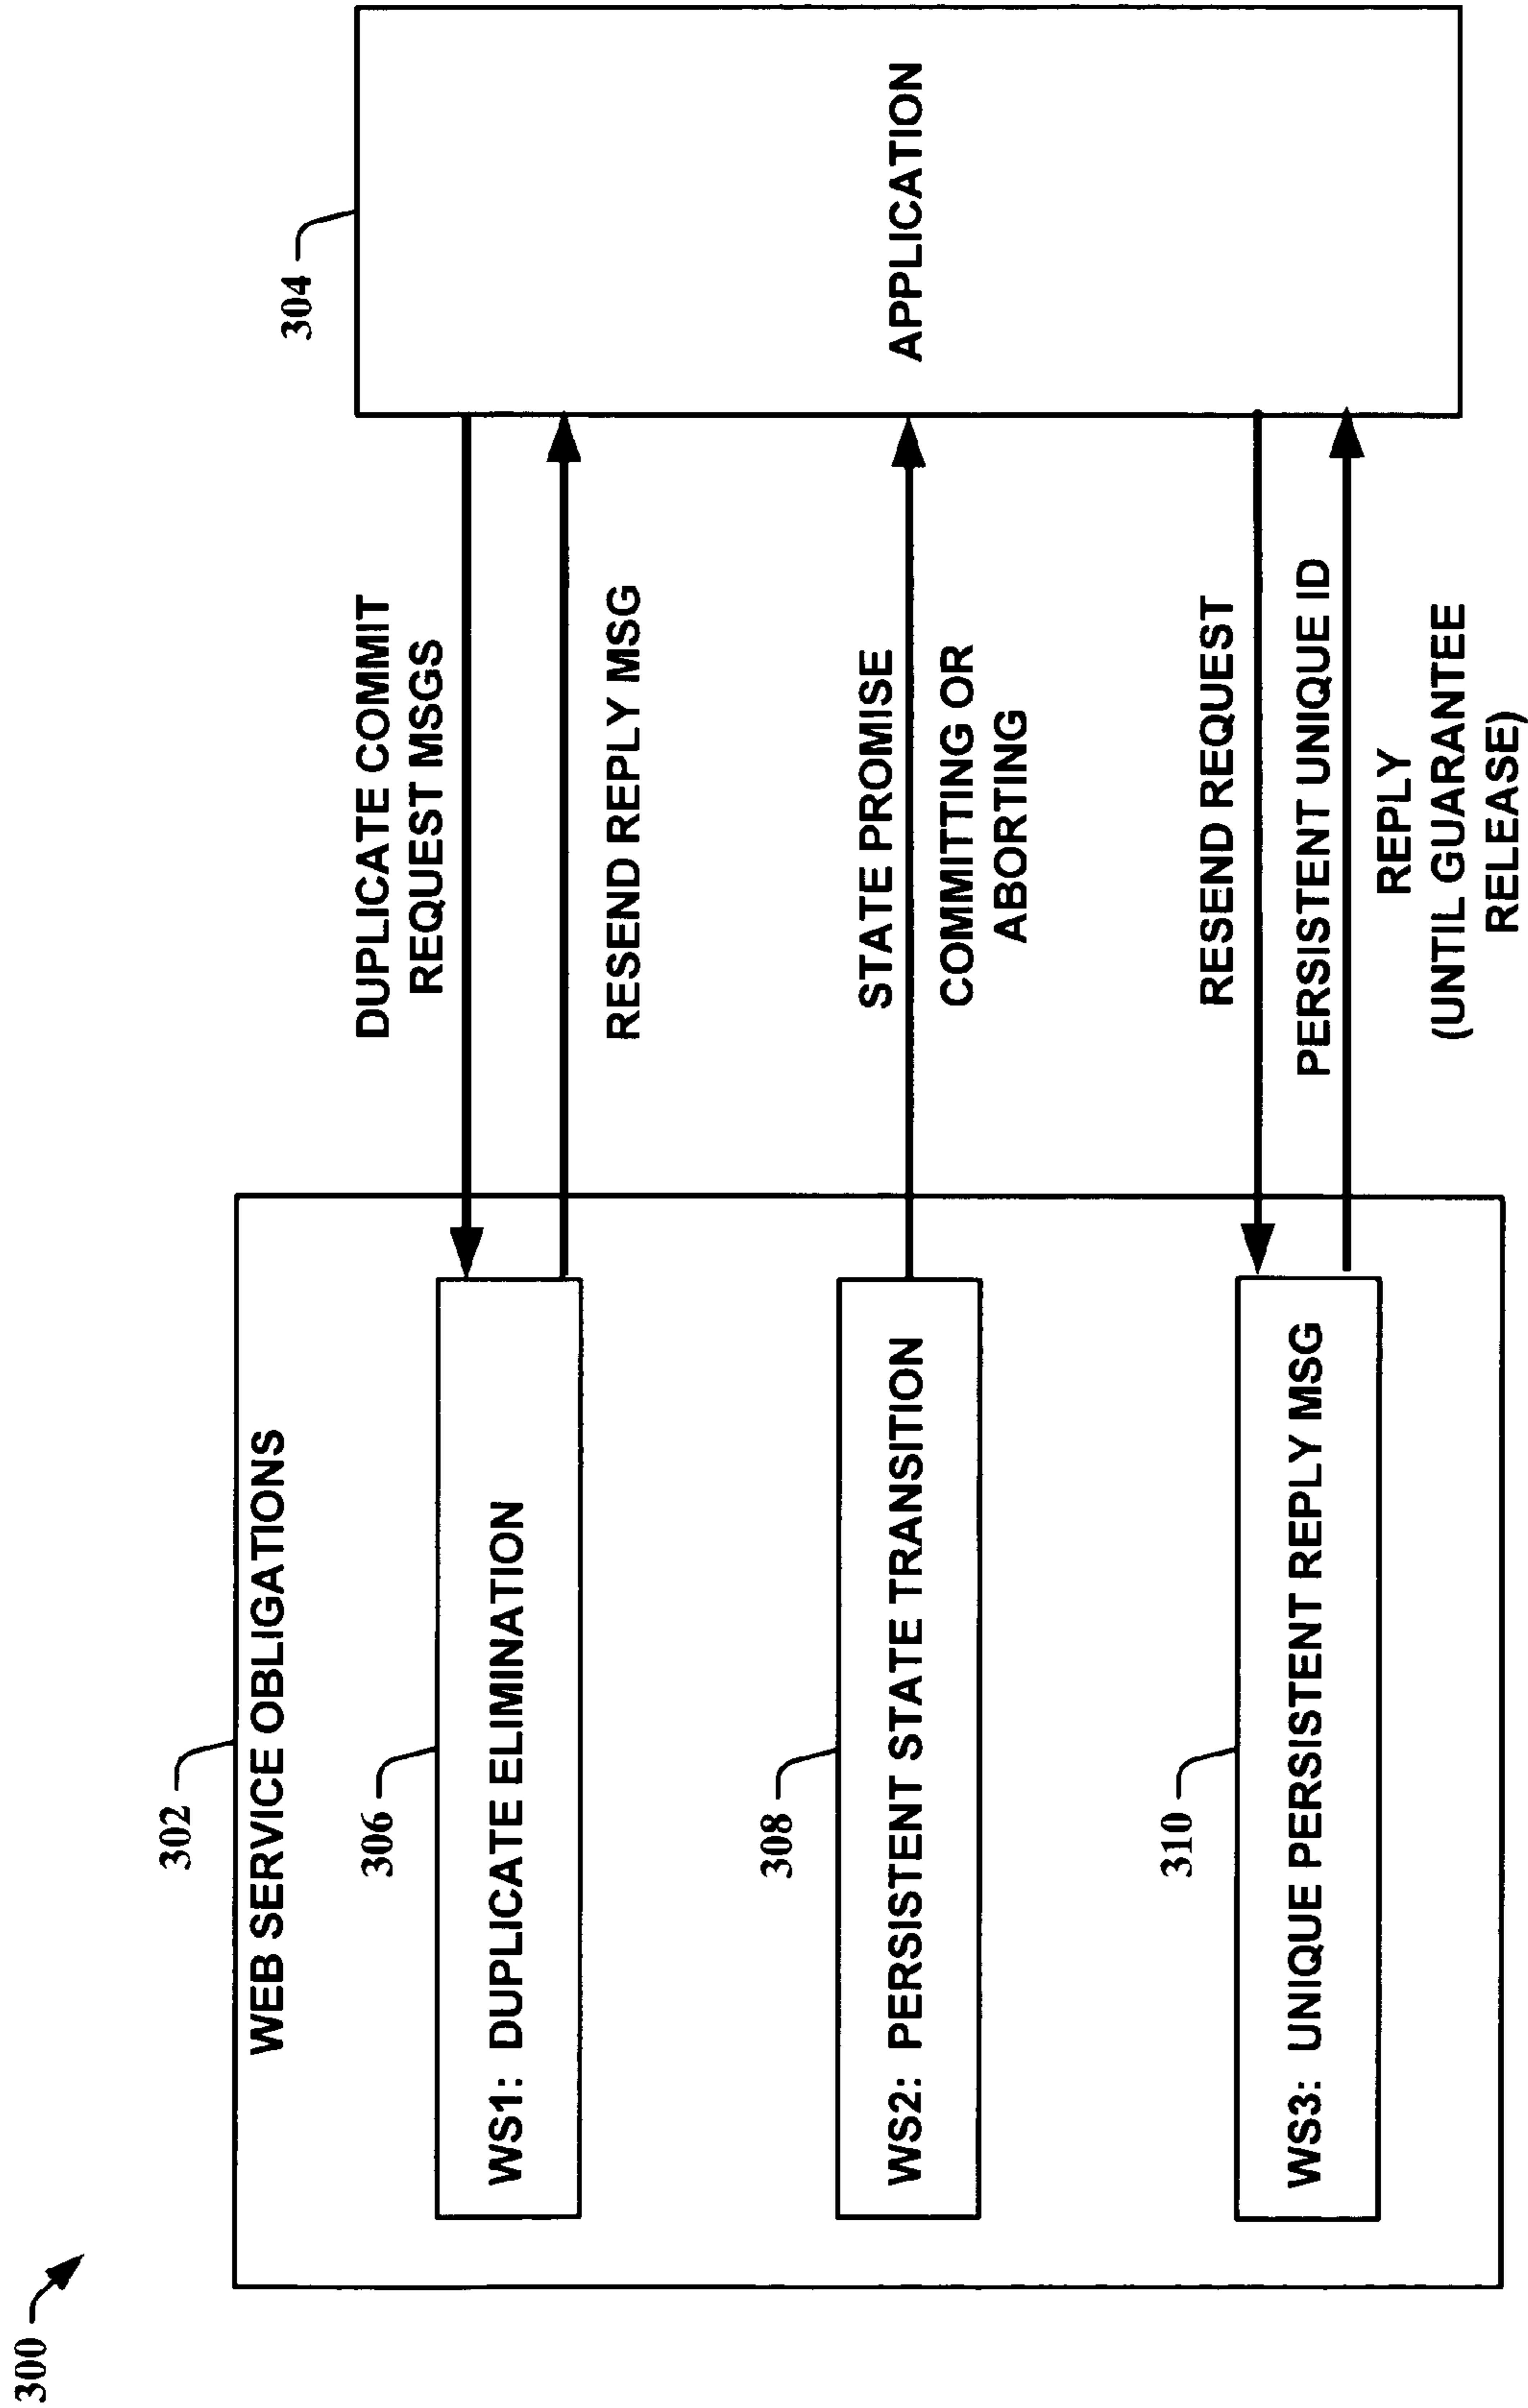 300
302
WEB SERVICE OBLIGATIONS
304
306
WS1: DUPLICATE ELIMINATION
DUPLICATE COMMIT
REQUEST MSGS
RESEND REPLY MSG
APPLICATION
308
WS2: PERSISTENT STATE TRANSITION
STATE PROMISE
COMMITTING OR
ABORTING
310
WS3: UNIQUE PERSISTENT REPLY MSG
RESEND REQUEST
PERSISTENT UNIQUE ID
REPLY
(UNTIL GUARANTEE
RELEASE)